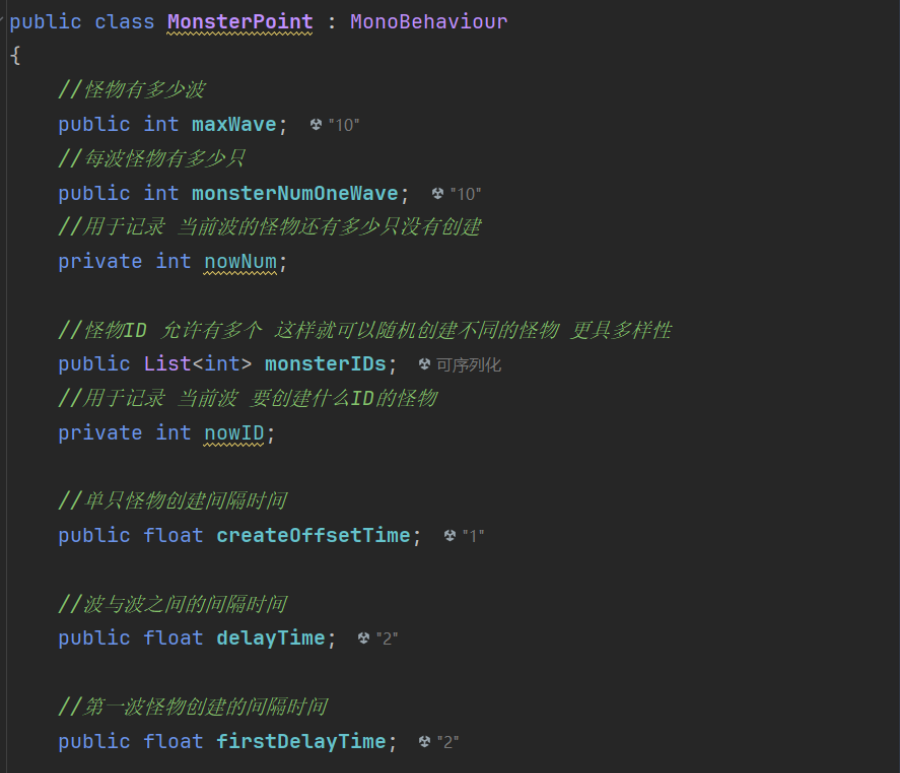 public class MonsterPoint : MonoBehaviour
{
//怪物有多少波
public int maxWave; "10"
//每波怪物有多少只
public int monsterNumOneWave; "10"
//用于记录 当前波的怪物还有多少只没有创建
private int nowNum;
//怪物ID 允许有多个 这样就可以随机创建不同的怪物 更具多样性
public List<int> monsterIDs; 可序列化
//用于记录 当前波 要创建什么ID的怪物
private int nowID;
//单只怪物创建间隔时间
public float createOffsetTime; "1"
//波与波之间的间隔时间
public float delayTime; "2"
//第一波怪物创建的间隔时间
public float firstDelayTime; "2"